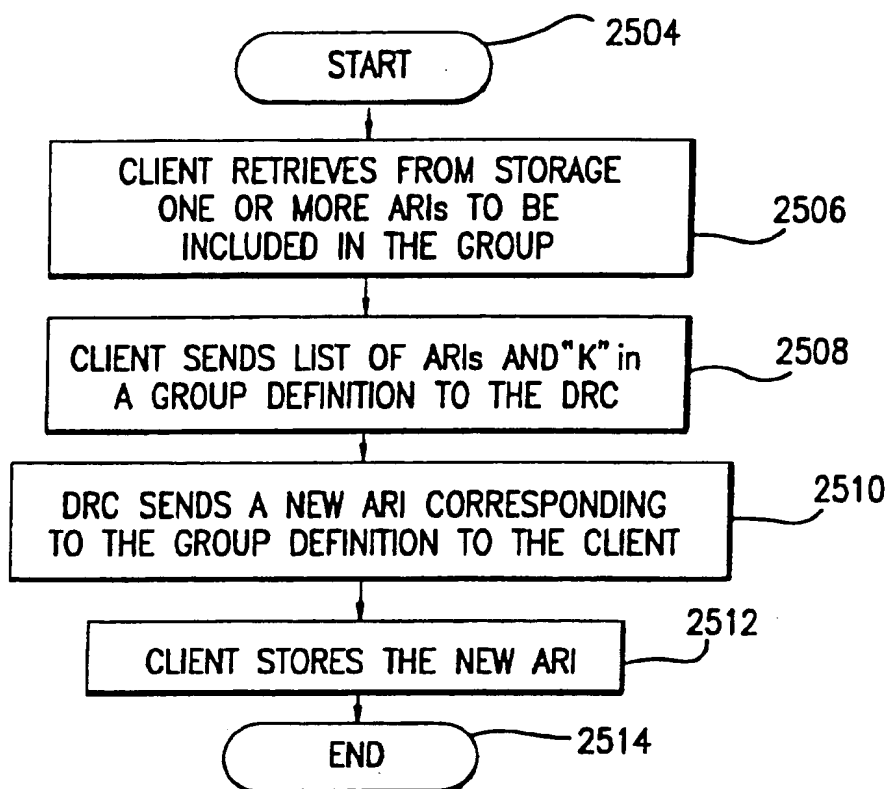 START
2504
CLIENT RETRIEVES FROM STORAGE
ONE OR MORE ARIs TO BE
INCLUDED IN THE GROUP
2506
CLIENT SENDS LIST OF ARIs AND "K" in
A GROUP DEFINITION TO THE DRC
2508
DRC SENDS A NEW ARI CORRESPONDING
TO THE GROUP DEFINITION TO THE CLIENT
2510
CLIENT STORES THE NEW ARI
2512
END
2514